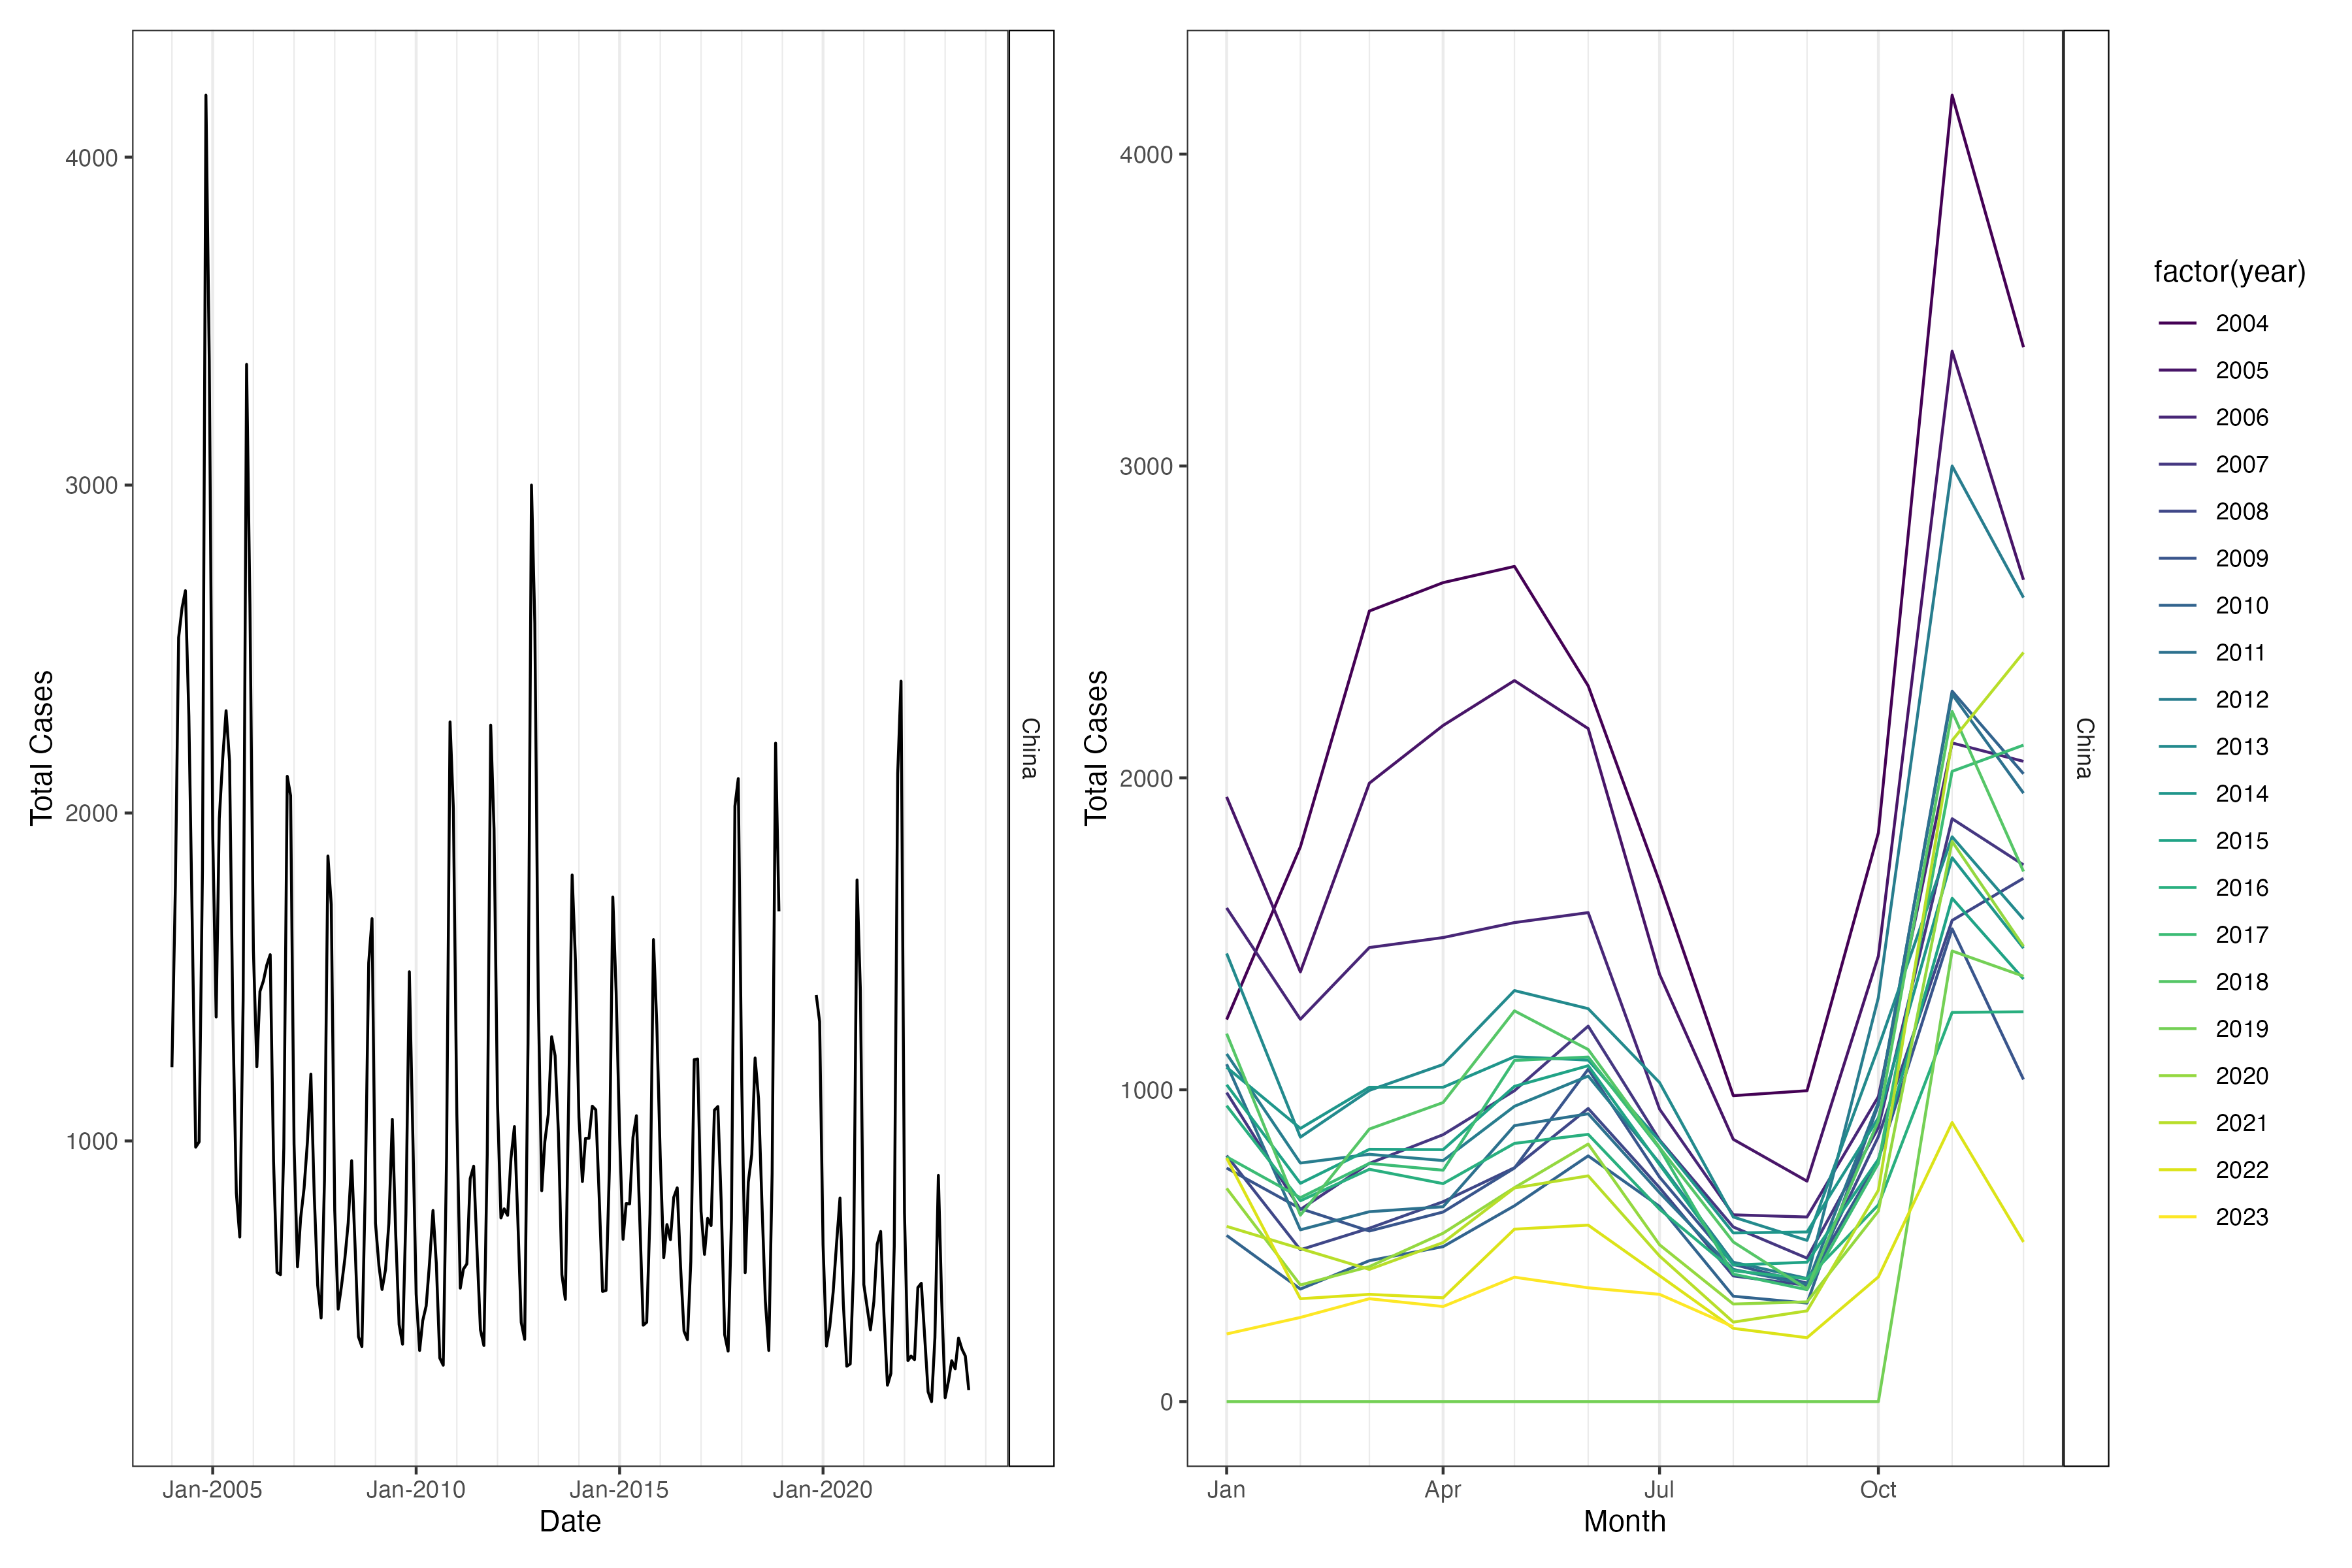 4000
3000
2000
1000
Total Cases
Jan-2005
Jan-2010
Jan-2015
Jan-2020
Date
China
4000
3000
2000
1000
0
Total Cases
Jan
Apr
Jul
Oct
Month
China
factor(year)
2004
2005
2006
2007
2008
2009
2010
2011
2012
2013
2014
2015
2016
2017
2018
2019
2020
2021
2022
2023